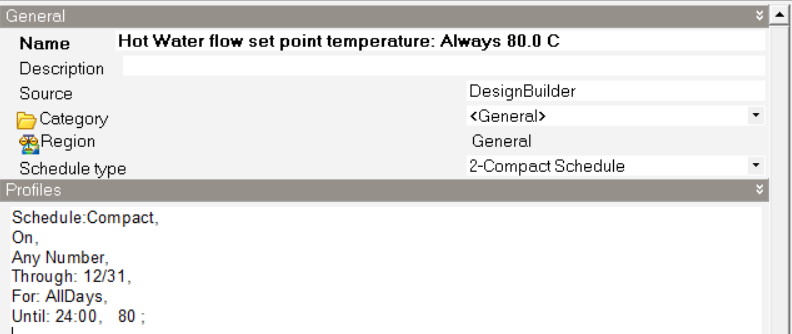 General
Name Hot Water flow set point temperature: Always 80.0 C
Description
Source DesignBuilder
Category <General>
Region General
Schedule type 2-Compact Schedule
Profiles
Schedule:Compact,
On,
Any Number,
Through: 12/31,
For: AllDays,
Until: 24:00, 80 ;